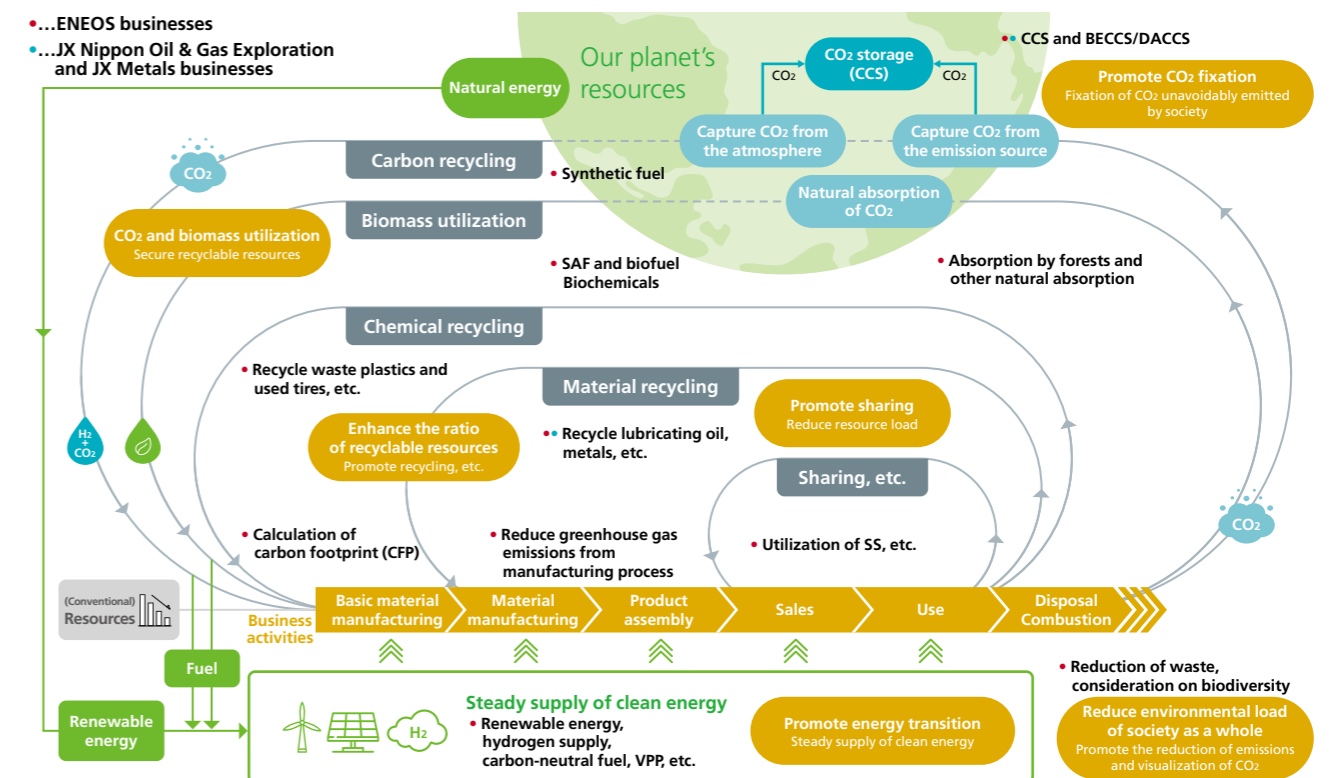 •…ENEOS businesses
•…JX Nippon Oil & Gas Exploration
and JX Metals businesses
Natural energy
Our planet's
resources
CO₂ storage
(CCS)
CO₂
CO₂
•• CCS and BECCS/DACCS
Promote CO₂ fixation
Fixation of CO₂ unavoidably emitted
by society
Capture CO₂ from
the atmosphere
Capture CO₂ from
the emission source
Carbon recycling
CO₂
• Synthetic fuel
Natural absorption
of CO₂
Biomass utilization
CO₂ and biomass utilization
Secure recyclable resources
• SAF and biofuel
Biochemicals
• Absorption by forests and
other natural absorption
Chemical recycling
• Recycle waste plastics and
used tires, etc.
Material recycling
Promote sharing
Reduce resource load
Enhance the ratio
of recyclable resources
Promote recycling, etc.
•• Recycle lubricating oil,
metals, etc.
H₂
+
CO₂
Sharing, etc.
CO₂
• Calculation of
carbon footprint (CFP)
• Reduce greenhouse gas
emissions from
manufacturing process
• Utilization of SS, etc.
(Conventional)
Resources
Business
activities
Basic material
manufacturing
Material
manufacturing
Product
assembly
Sales
Use
Disposal
Combustion
Fuel
Renewable
energy
H₂
Steady supply of clean energy
• Renewable energy,
hydrogen supply,
carbon-neutral fuel, VPP, etc.
Promote energy transition
Steady supply of clean energy
• Reduction of waste,
consideration on biodiversity
Reduce environmental load
of society as a whole
Promote the reduction of emissions
and visualization of CO₂